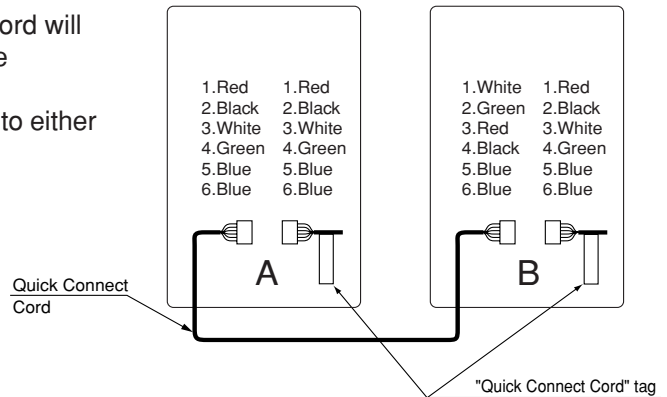 ord will
e
to either
1.Red 1.Red
2.Black 2.Black
3.White 3.White
4.Green 4.Green
5.Blue 5.Blue
6.Blue 6.Blue
A
1.White 1.Red
2.Green 2.Black
3.Red 3.White
4.Black 4.Green
5.Blue 5.Blue
6.Blue 6.Blue
B
Quick Connect
Cord
"Quick Connect Cord" tag